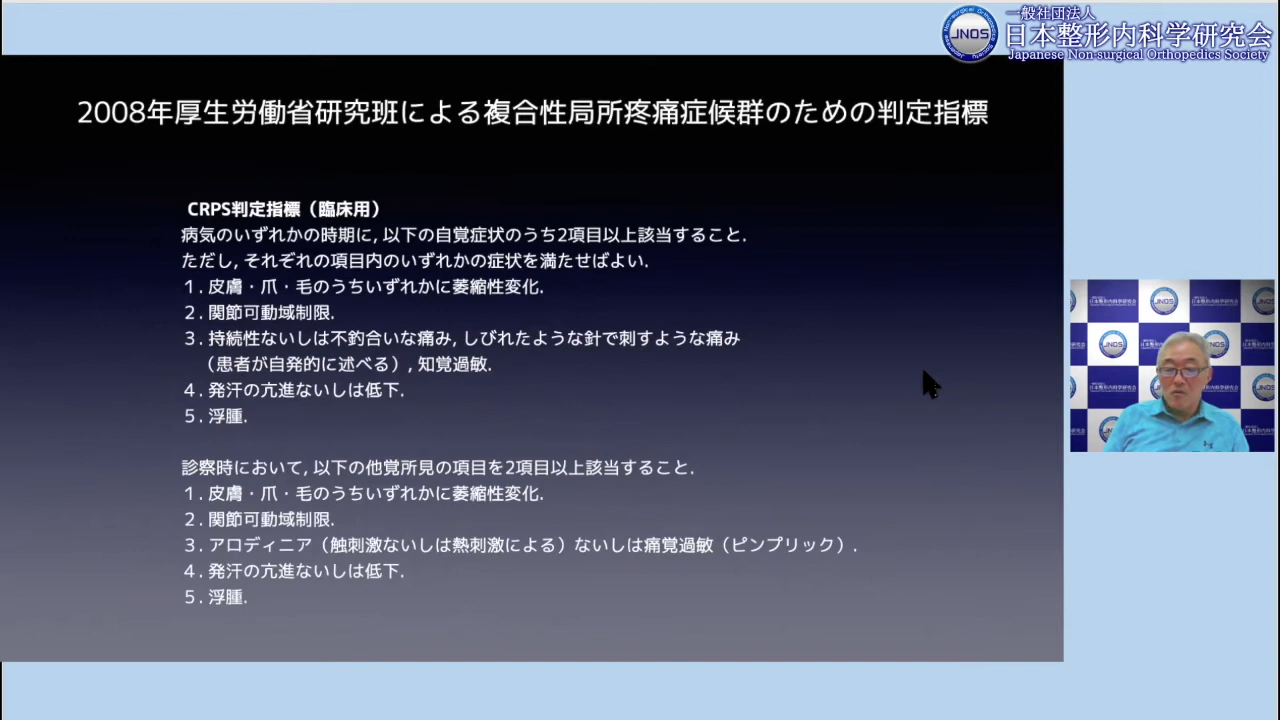 一般社団法人
日本整形内科学研究会
Japanese Non-surgical Orthopedics Society
JNOS
2008年厚生労働省研究班による複合性局所疼痛症候群のための判定指標
CRPS判定指標（臨床用）
病気のいずれかの時期に, 以下の自覚症状のうち2項目以上該当すること.
ただし, それぞれの項目内のいずれかの症状を満たせばよい.
１. 皮膚・爪・毛のうちいずれかに萎縮性変化.
２. 関節可動域制限.
３. 持続性ないしは不釣合いな痛み, しびれたような針で刺すような痛み
（患者が自発的に述べる）, 知覚過敏.
４. 発汗の亢進ないしは低下.
５. 浮腫.
診察時において, 以下の他覚所見の項目を2項目以上該当すること.
１. 皮膚・爪・毛のうちいずれかに萎縮性変化.
２. 関節可動域制限.
３. アロディニア（触刺激ないしは熱刺激による）ないしは痛覚過敏（ピンプリック）.
４. 発汗の亢進ないしは低下.
５. 浮腫.